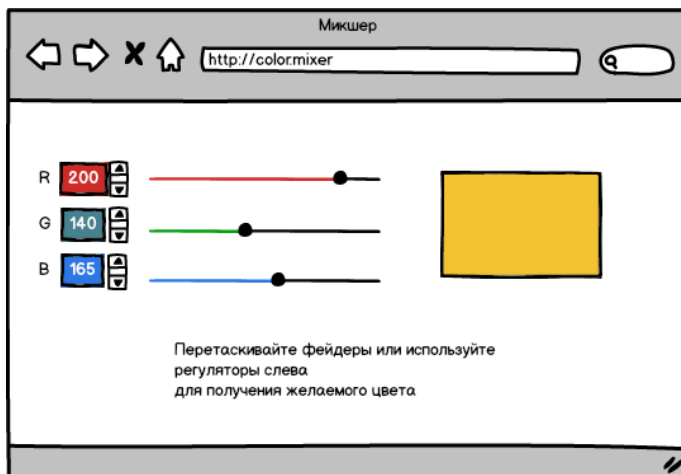 Микшер
http://color.mixer
R 200
G 140
B 165
Перетаскивайте фейдеры или используйте
регуляторы слева
для получения желаемого цвета